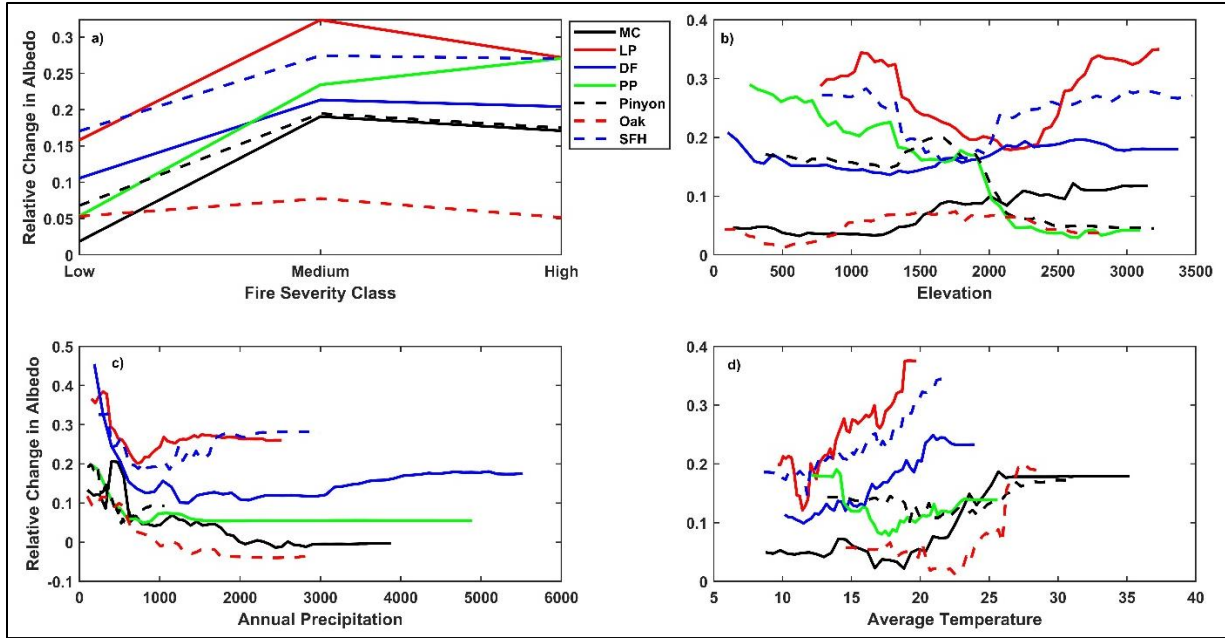 a)
Relative Change in Albedo
0.3
0.25
0.2
0.15
0.1
0.05
0
Low
Medium
High
Fire Severity Class
MC
LP
DF
PP
Pinyon
Oak
SFH
b)
0.4
0.3
0.2
0.1
0
0
500
1000
1500
2000
2500
3000
3500
Elevation
c)
Relative Change in Albedo
0.5
0.4
0.3
0.2
0.1
0
-0.1
0
1000
2000
3000
4000
5000
6000
Annual Precipitation
d)
0.4
0.3
0.2
0.1
0
5
10
15
20
25
30
35
40
Average Temperature